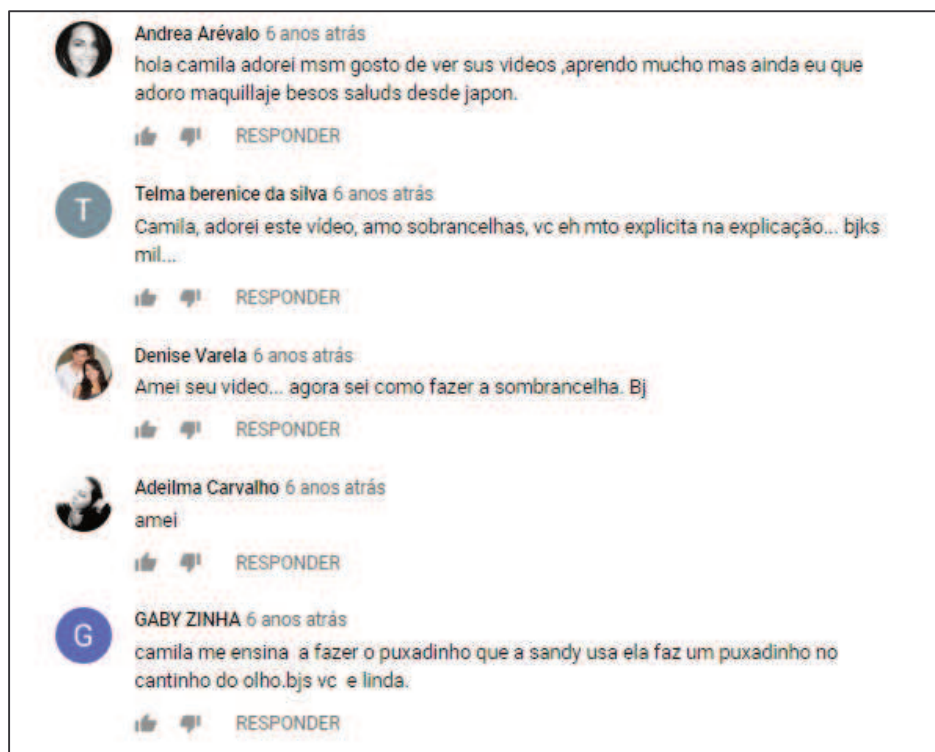 Andrea Arévalo 6 anos atrás
hola camila adorei msm gosto de ver sus videos ,aprendo mucho mas ainda eu que
adoro maquillaje besos saluds desde japon.
RESPONDER
T
Telma berenice da silva 6 anos atrás
Camila, adorei este vídeo, amo sobrancelhas, vc eh mto explicita na explicação... bjks
mil...
RESPONDER
Denise Varela 6 anos atrás
Amei seu video... agora sei como fazer a sombrancelha. Bj
RESPONDER
Adeilma Carvalho 6 anos atrás
amei
RESPONDER
G
GABY ZINHA 6 anos atrás
camila me ensina a fazer o puxadinho que a sandy usa ela faz um puxadinho no
cantinho do olho.bjs vc e linda.
RESPONDER